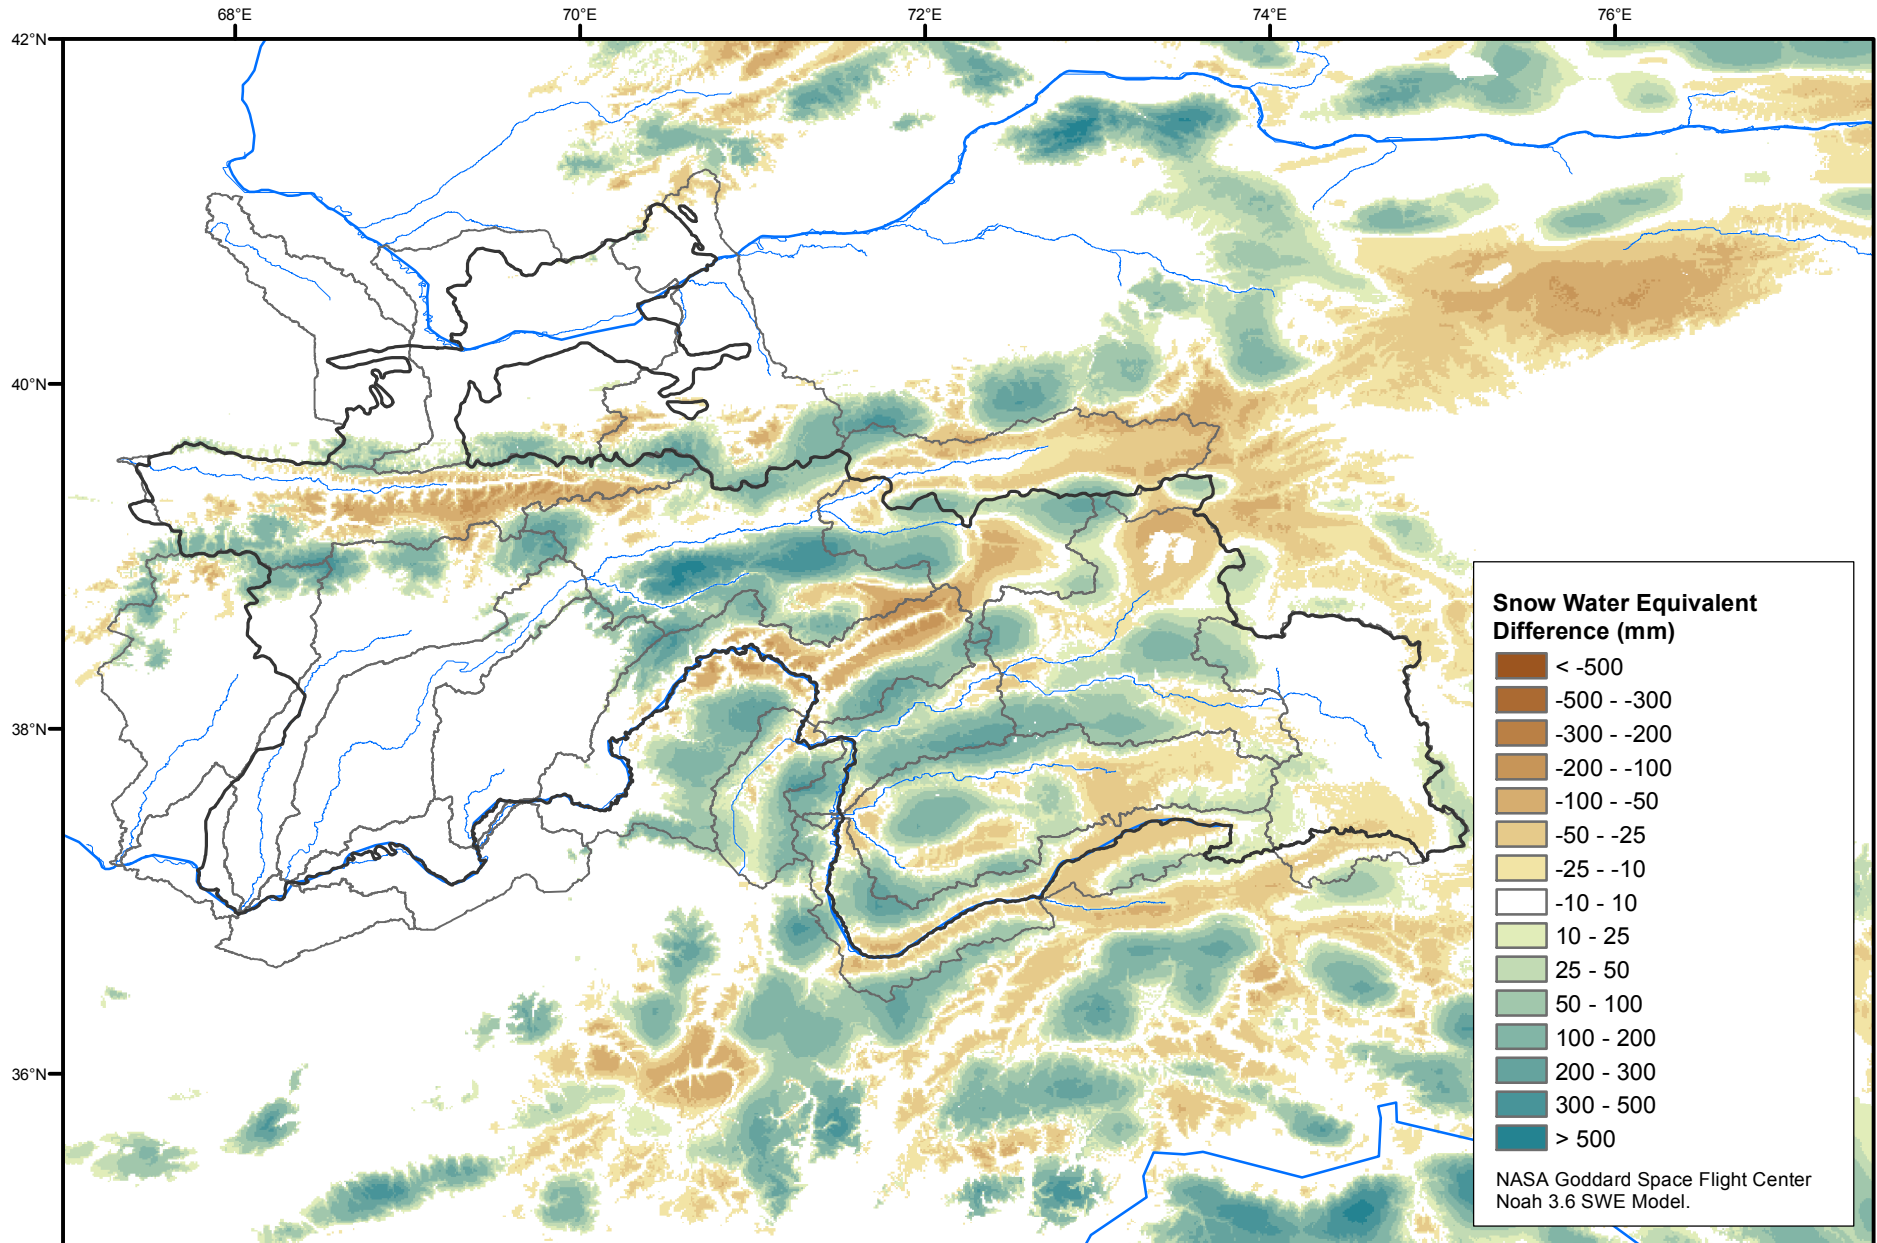 68°E 70°E 72°E 74°E 76°E
42°N
40°N
38°N
36°N
Snow Water Equivalent
Difference (mm)
< -500
-500 - -300
-300 - -200
-200 - -100
-100 - -50
-50 - -25
-25 - -10
-10 - 10
10 - 25
25 - 50
50 - 100
100 - 200
200 - 300
300 - 500
> 500
NASA Goddard Space Flight Center
Noah 3.6 SWE Model.